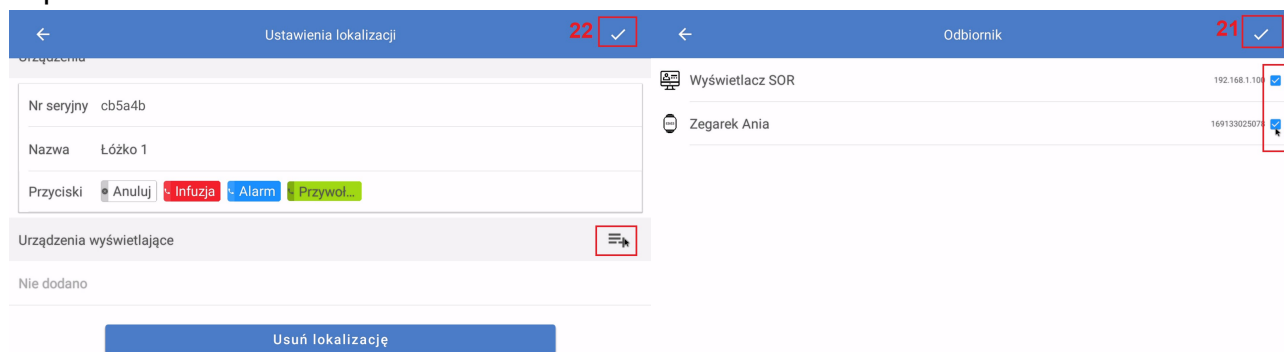 Ustawienia lokalizacji
22
Urządzenia
Nr seryjny cb5a4b
Nazwa Łóżko 1
Przyciski Anuluj Infuzja Alarm Przywoł...
Urządzenia wyświetlające
Nie dodano
Usuń lokalizację
Odbiornik
21
Wyświetlacz SOR 192.168.1.100
Zegarek Ania